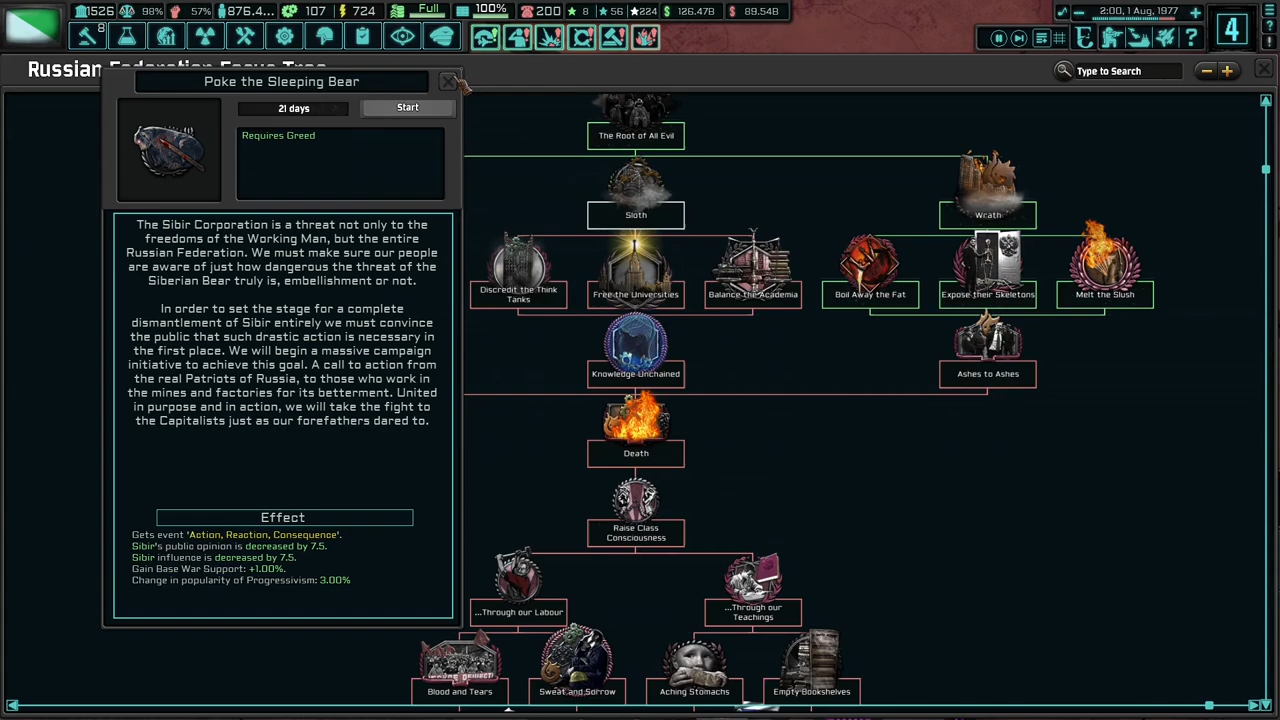 1526 98% 57% 876.4... 107 724 Full 100% 200 8 56 224 126.47B 89.54B 2:00, 1 Aug, 1977
8
4
Type to Search
Poke the Sleeping Bear
21 days
Start
Requires Greed
The Sibir Corporation is a threat not only to the
freedoms of the Working Man, but the entire
Russian Federation. We must make sure our people
are aware of just how dangerous the threat of the
Siberian Bear truly is, embellishment or not.
In order to set the stage for a complete
dismantlement of Sibir entirely we must convince
the public that such drastic action is necessary in
the first place. We will begin a massive campaign
initiative to achieve this goal. A call to action from
the real Patriots of Russia, to those who work in
the mines and factories for its betterment. United
in purpose and in action, we will take the fight to
the Capitalists just as our forefathers dared to.
Effect
Gets event 'Action, Reaction, Consequence'.
Sibir's public opinion is decreased by 7.5.
Sibir influence is decreased by 7.5.
Gain Base War Support: +1.00%.
Change in popularity of Progressivism: 3.00%
The Root of All Evil
Sloth
Wrath
Discredit the Think
Tanks
Free the Universities
Balance the Academia
Boil Away the Fat
Expose their Skeletons
Melt the Slush
Knowledge Unchained
Ashes to Ashes
Death
Raise Class
Consciousness
...Through our Labour
...Through our
Teachings
Blood and Tears
Sweat and Sorrow
Aching Stomachs
Empty Bookshelves